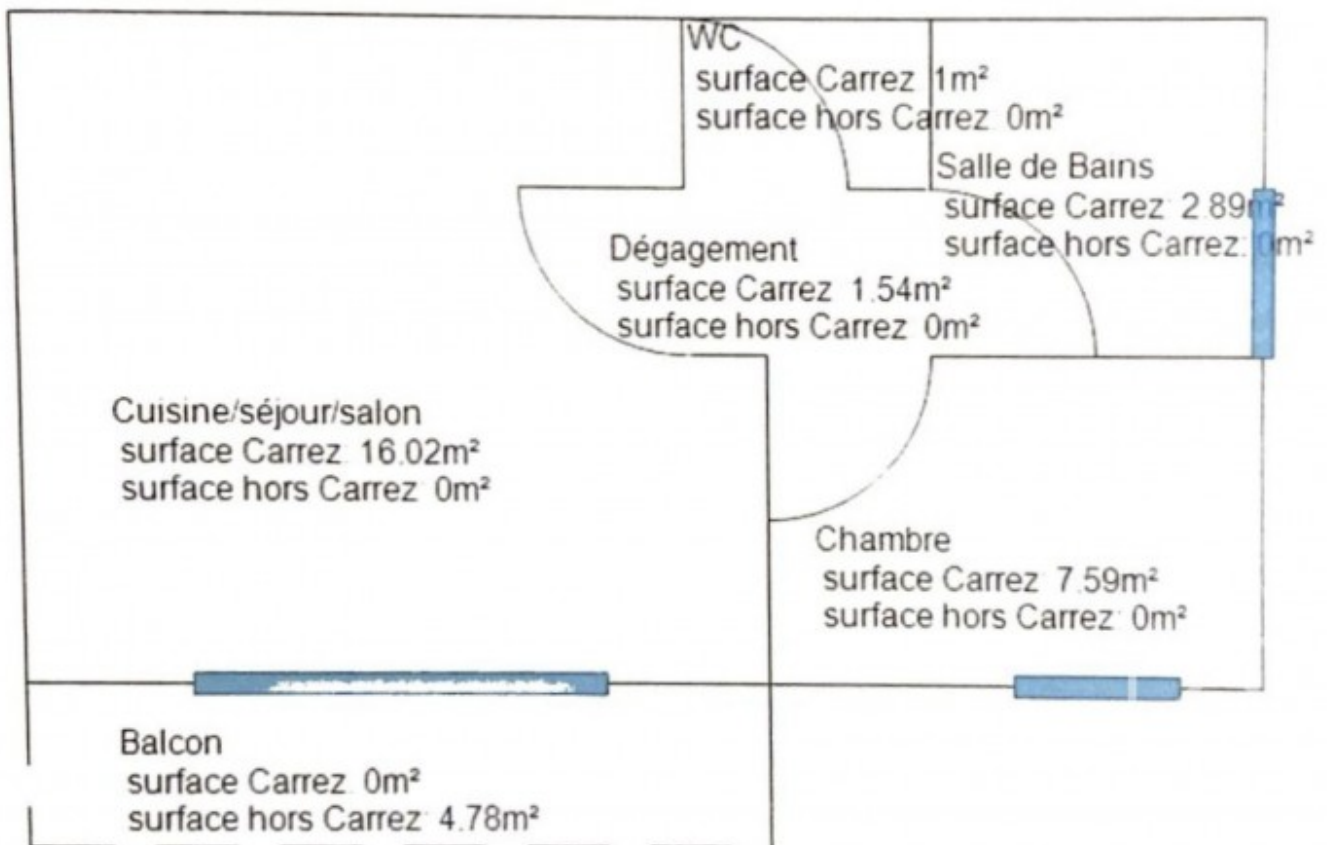 WC
surface Carrez 1m²
surface hors Carrez 0m²
Salle de Bains
surface Carrez: 2.89m²
surface hors Carrez: 0m²
Dégagement
surface Carrez 1.54m²
surface hors Carrez 0m²
Cuisine/séjour/salon
surface Carrez 16.02m²
surface hors Carrez 0m²
Chambre
surface Carrez 7.59m²
surface hors Carrez 0m²
Balcon
surface Carrez 0m²
surface hors Carrez 4.78m²